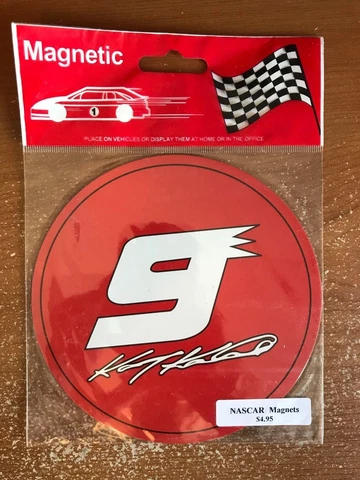 Magnetic
1
PLACE ON VEHICLES OR DISPLAY THEM AT HOME OR IN THE OFFICE
9
NASCAR Magnets
$4.95